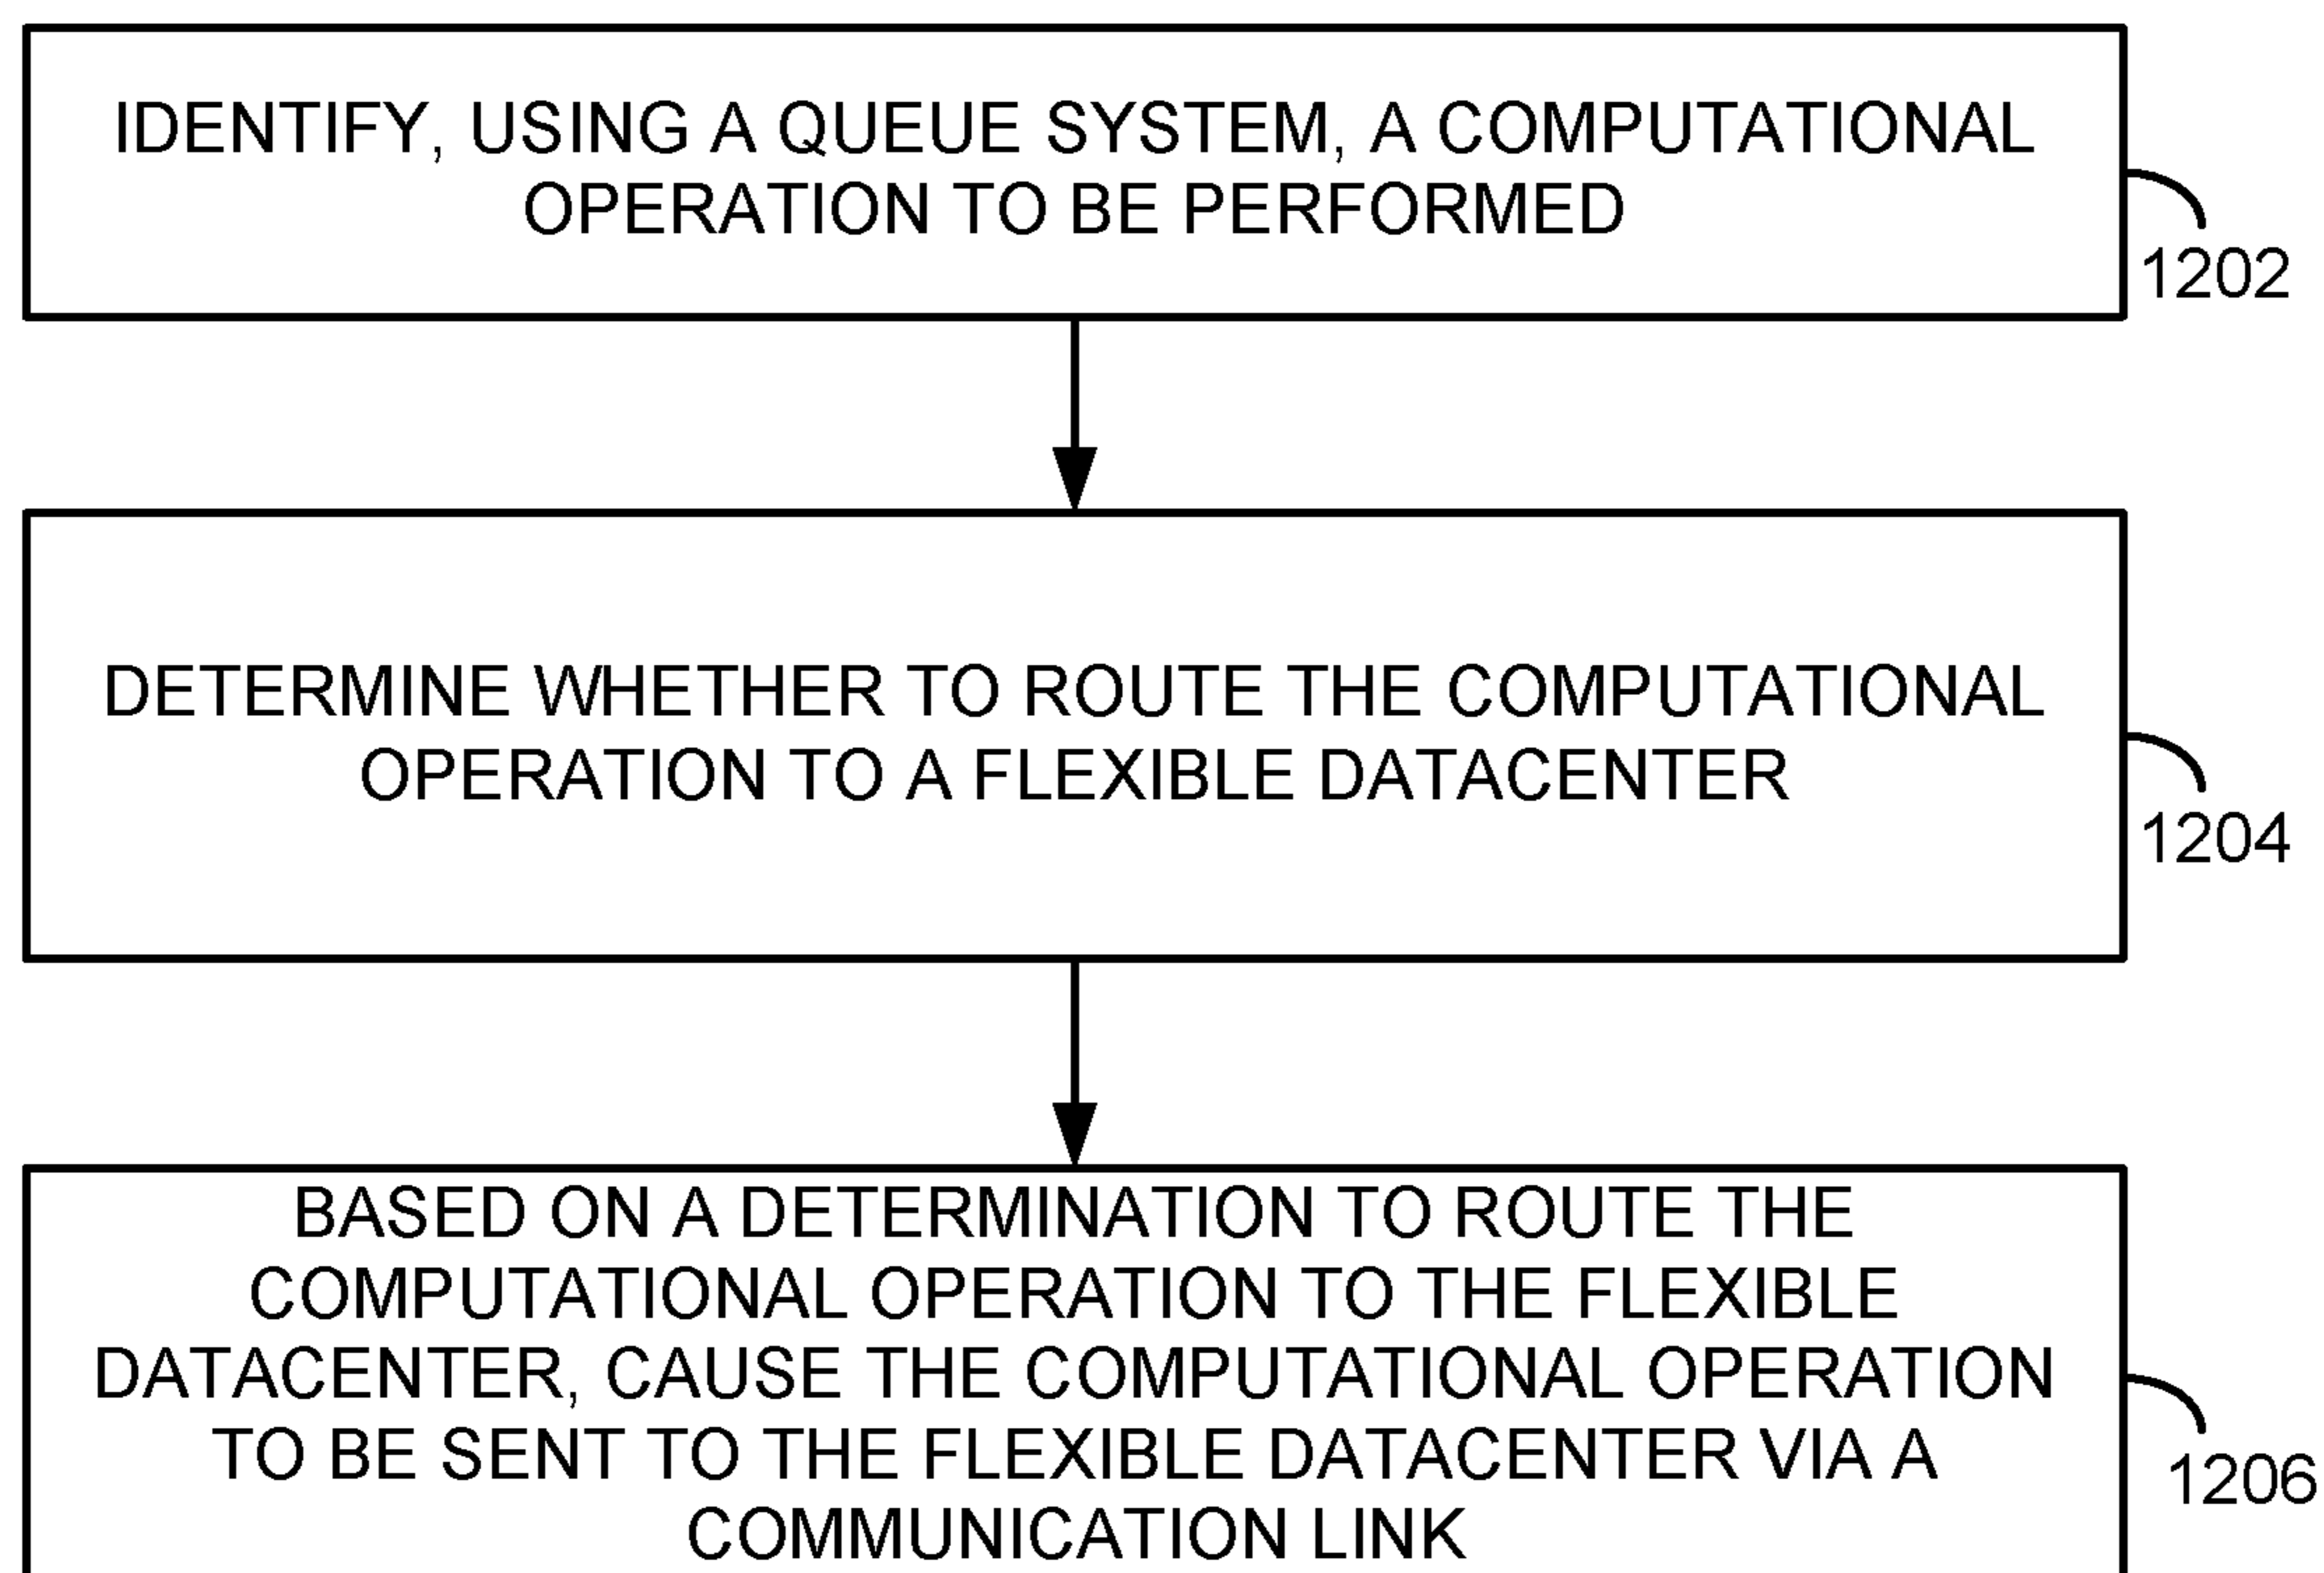 IDENTIFY, USING A QUEUE SYSTEM, A COMPUTATIONAL
OPERATION TO BE PERFORMED
1202
DETERMINE WHETHER TO ROUTE THE COMPUTATIONAL
OPERATION TO A FLEXIBLE DATACENTER
1204
BASED ON A DETERMINATION TO ROUTE THE
COMPUTATIONAL OPERATION TO THE FLEXIBLE
DATACENTER, CAUSE THE COMPUTATIONAL OPERATION
TO BE SENT TO THE FLEXIBLE DATACENTER VIA A
COMMUNICATION LINK
1206